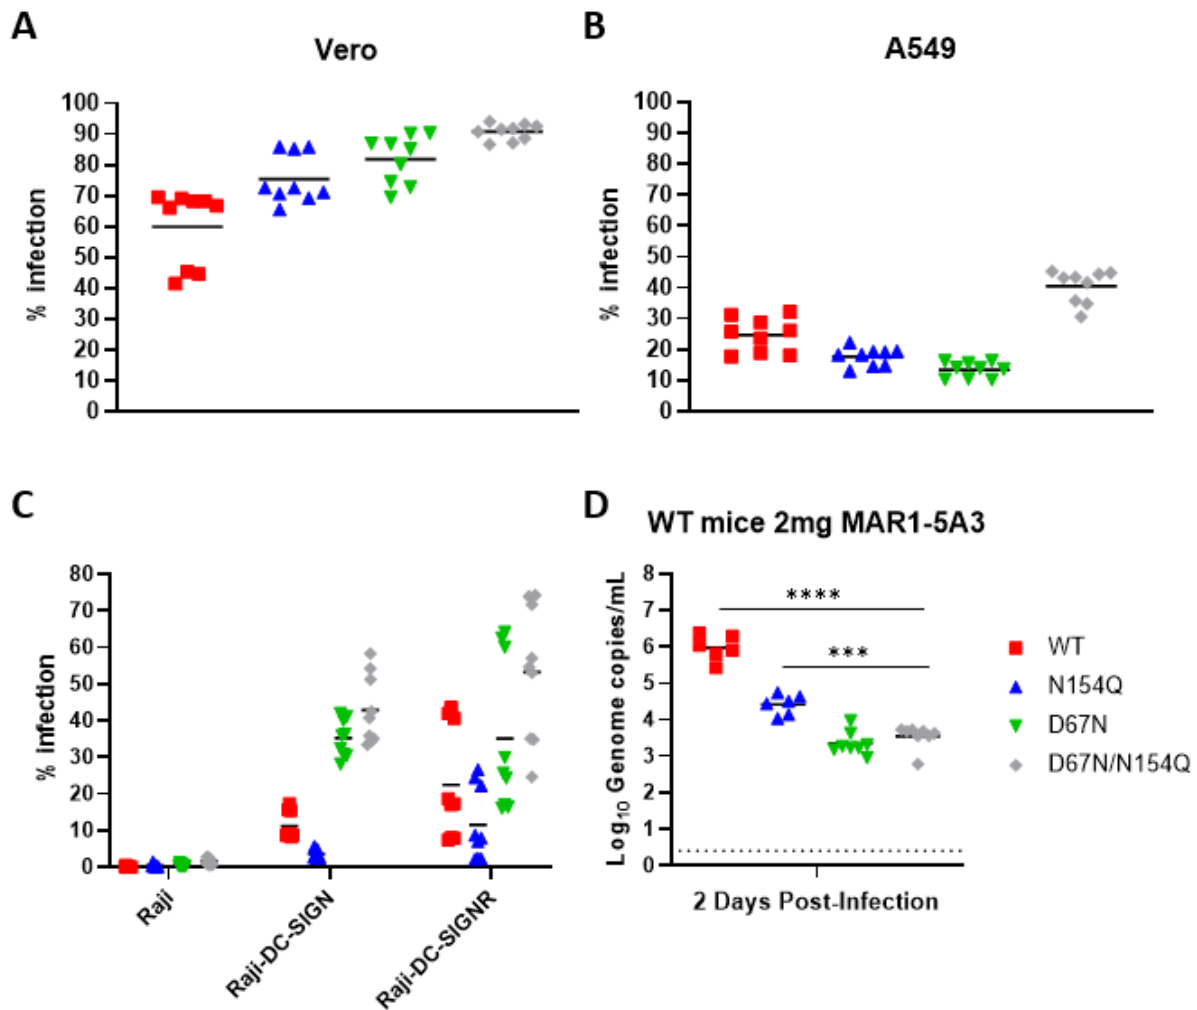 A
Vero
% infection
100
90
80
70
60
50
40
30
20
10
0
B
A549
% infection
100
90
80
70
60
50
40
30
20
10
0
C
% infection
80
70
60
50
40
30
20
10
0
Raji
Raji-DC-SIGN
Raji-DC-SIGNR
D
WT mice 2mg MAR1-5A3
Log10 Genome copies/mL
8
7
6
5
4
3
2
1
0
****
***
2 Days Post-Infection
WT
N154Q
D67N
D67N/N154Q